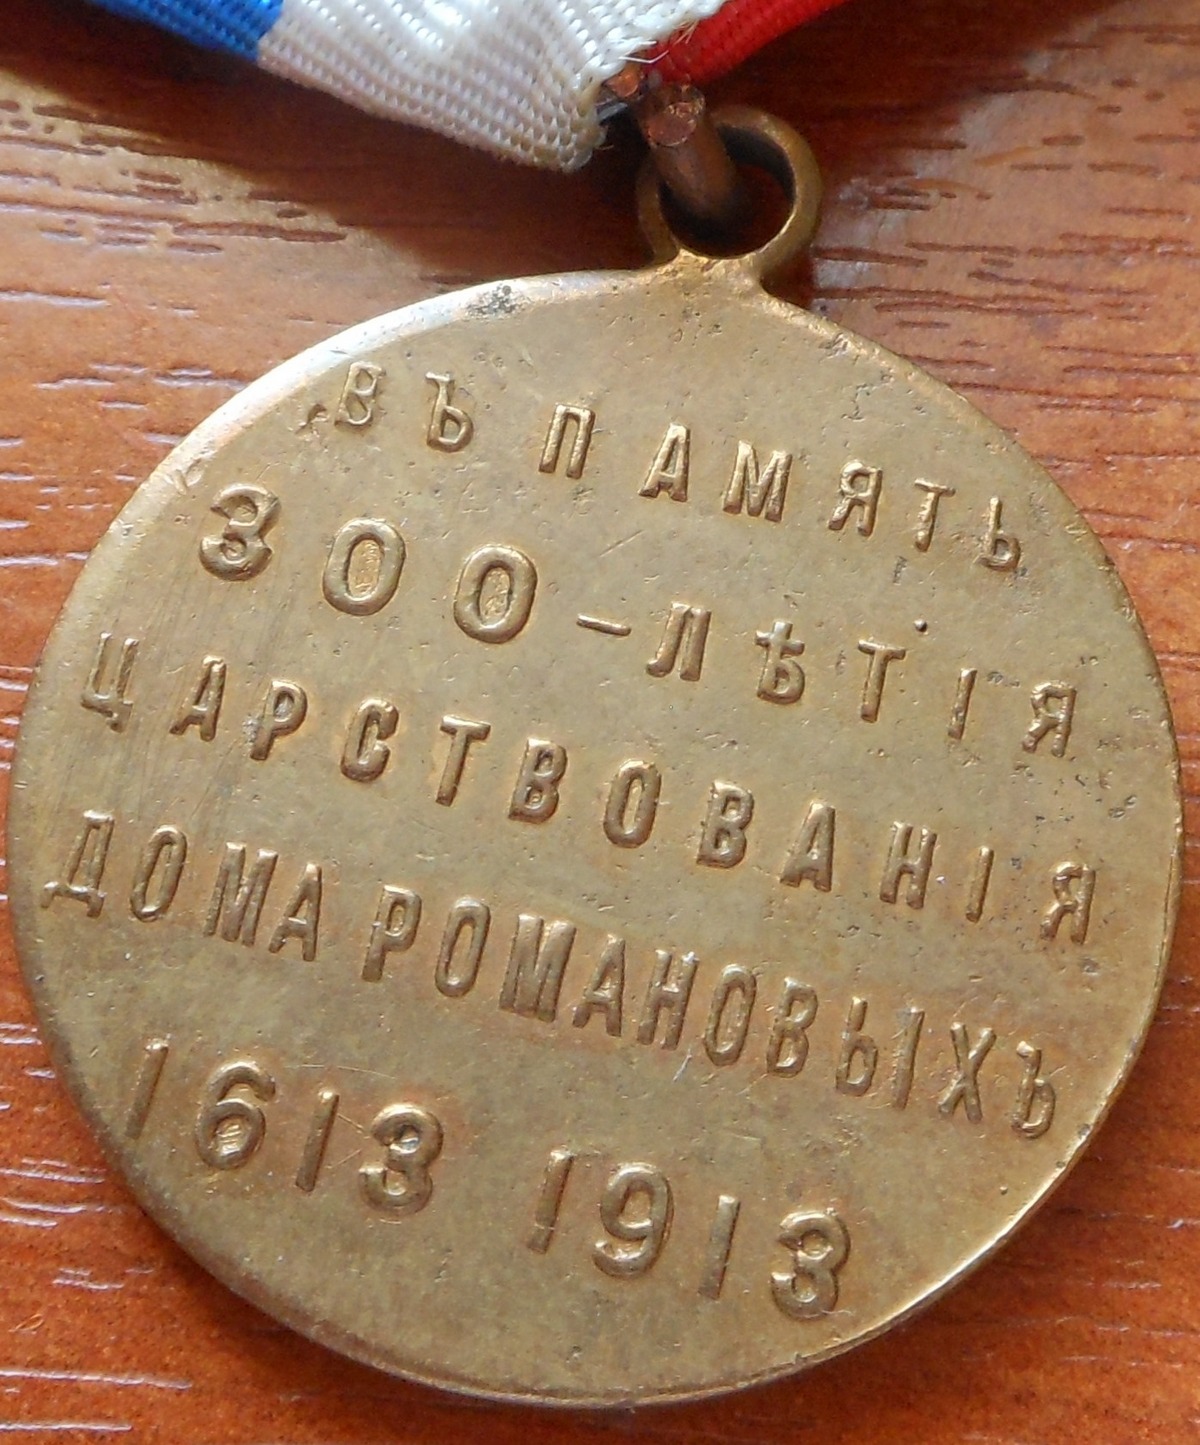 ВЪ ПАМЯТЬ
300-ЛѢТІЯ
ЦАРСТВОВАНІЯ
ДОМА РОМАНОВЫХЪ
1613 1913